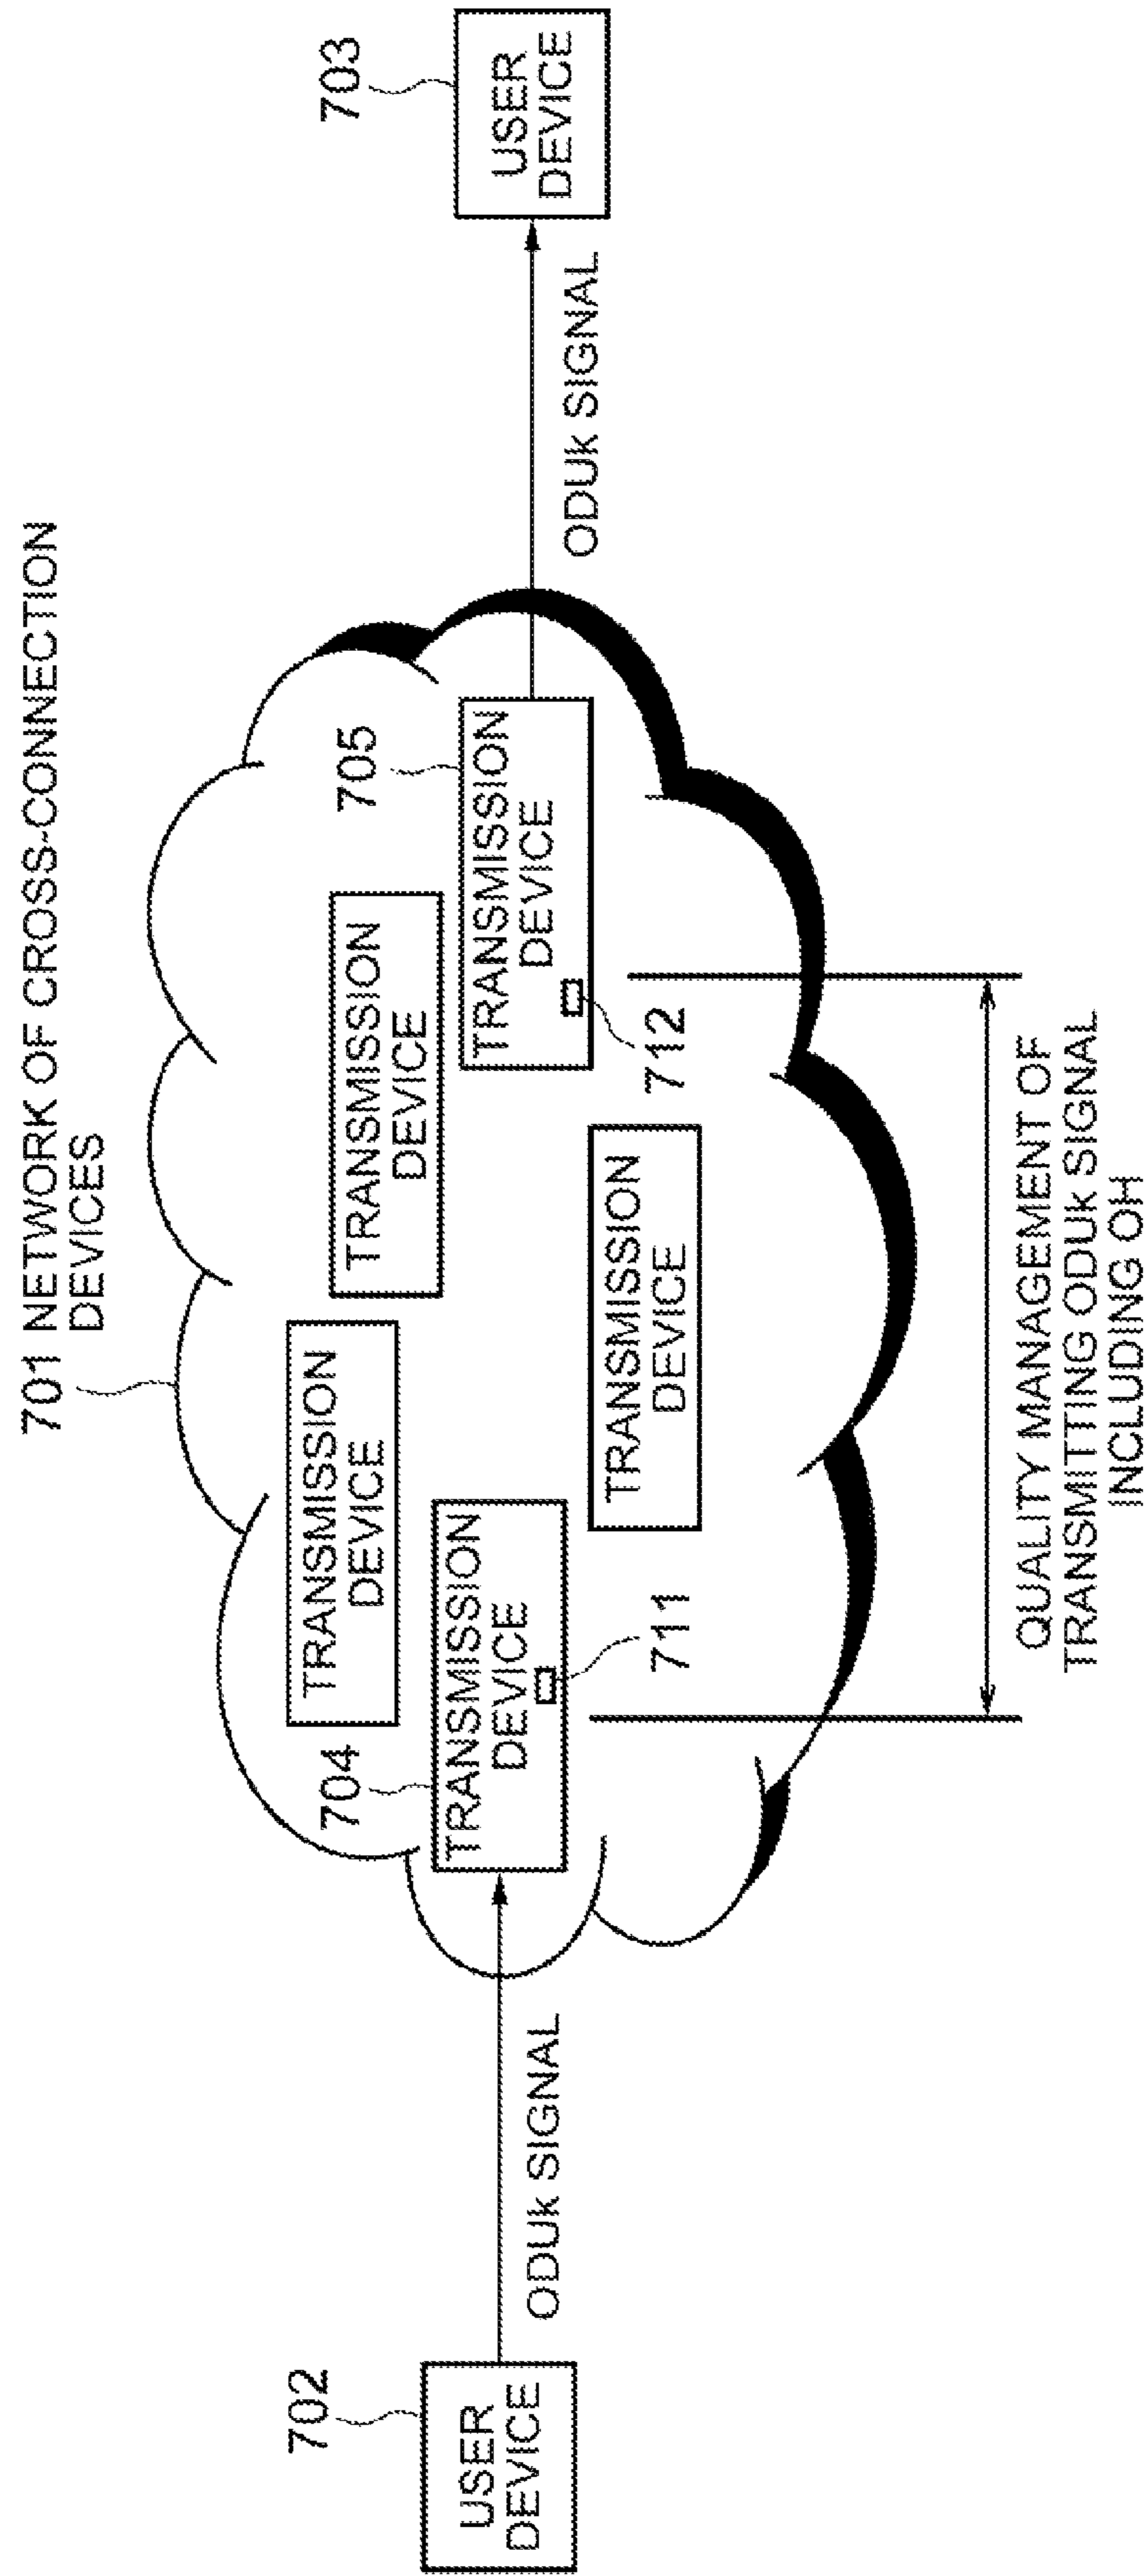 701 NETWORK OF CROSS-CONNECTION
DEVICES
702
USER
DEVICE
ODUk SIGNAL
704
TRANSMISSION
DEVICE
711
TRANSMISSION
DEVICE
TRANSMISSION
DEVICE
TRANSMISSION
DEVICE
705
TRANSMISSION
DEVICE
712
ODUk SIGNAL
703
USER
DEVICE
QUALITY MANAGEMENT OF
TRANSMITTING ODUk SIGNAL
INCLUDING OH